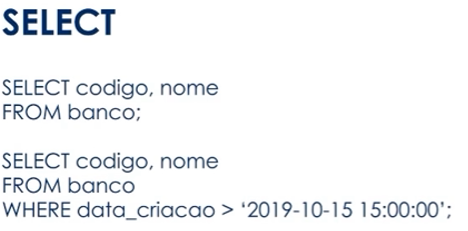 SELECT
SELECT codigo, nome
FROM banco;
SELECT codigo, nome
FROM banco
WHERE data_criacao > ‘2019-10-15 15:00:00’;